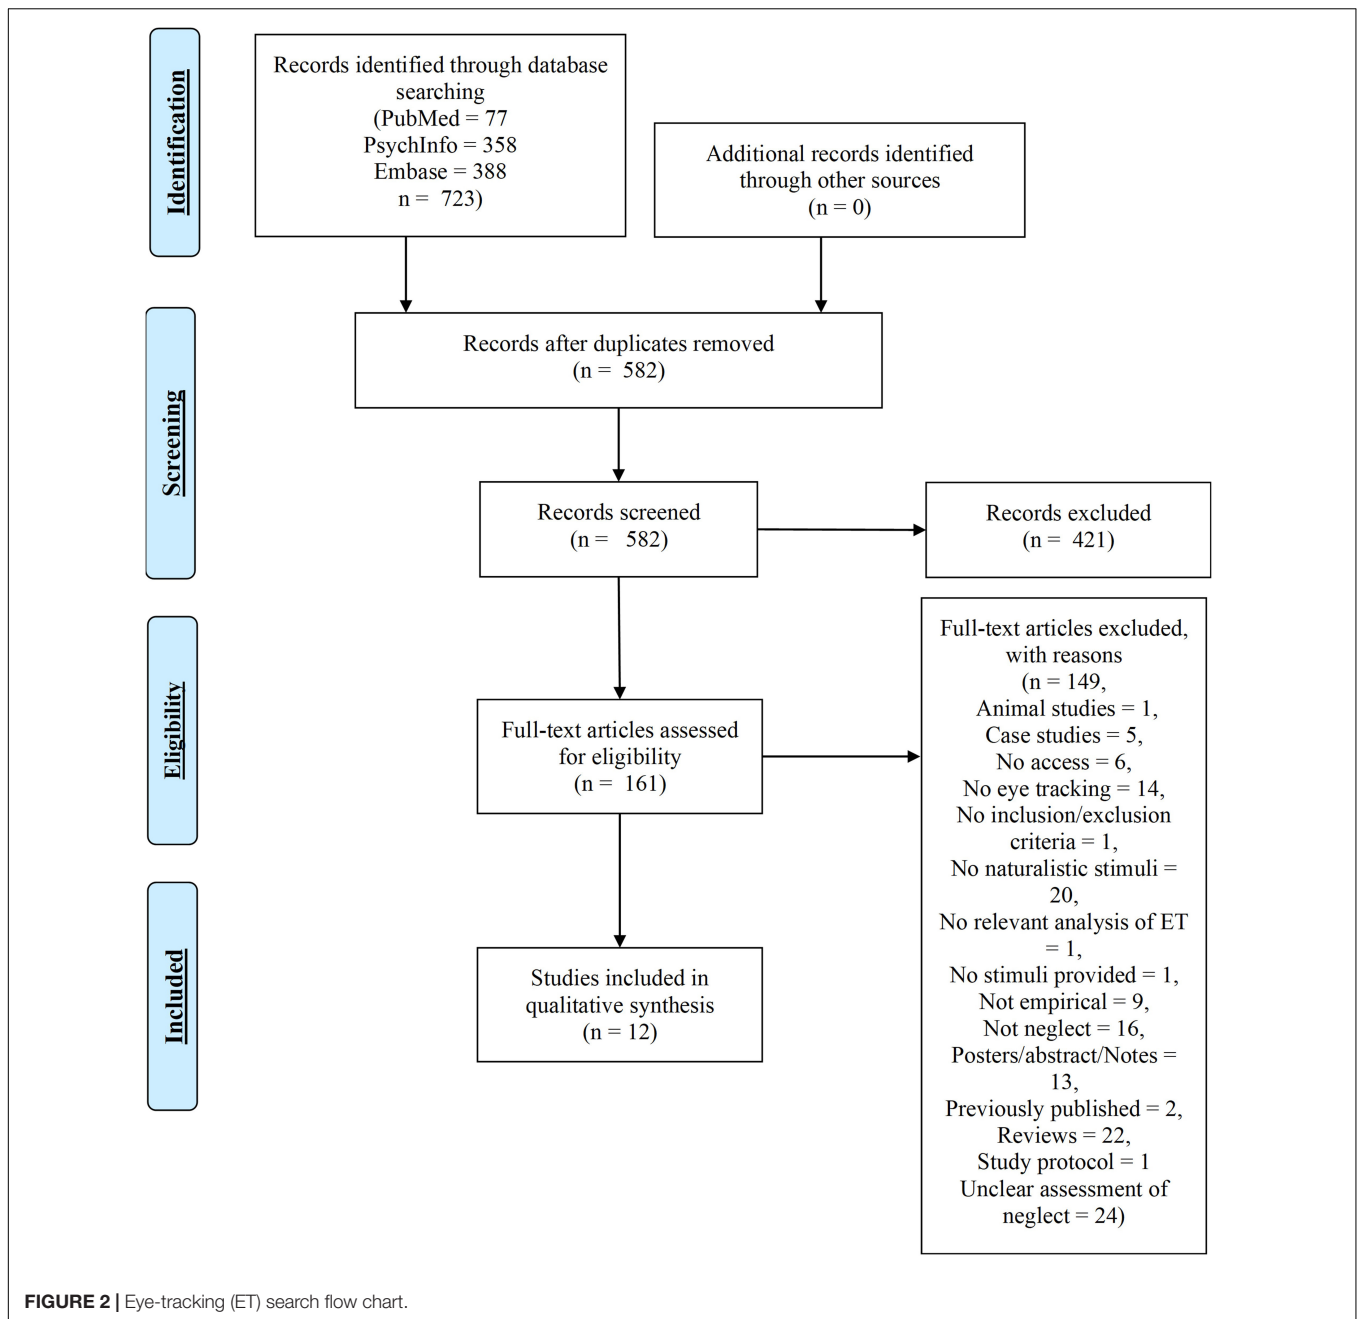 Identification
Records identified through database
searching
(PubMed = 77
PsychInfo = 358
Embase = 388
n = 723)
Additional records identified
through other sources
(n = 0)
Screening
Records after duplicates removed
(n = 582)
Records screened
(n = 582)
Records excluded
(n = 421)
Eligibility
Full-text articles assessed
for eligibility
(n = 161)
Full-text articles excluded,
with reasons
(n = 149,
Animal studies = 1,
Case studies = 5,
No access = 6,
No eye tracking = 14,
No inclusion/exclusion
criteria = 1,
No naturalistic stimuli =
20,
No relevant analysis of ET
= 1,
No stimuli provided = 1,
Not empirical = 9,
Not neglect = 16,
Posters/abstract/Notes =
13,
Previously published = 2,
Reviews = 22,
Study protocol = 1
Unclear assessment of
neglect = 24)
Included
Studies included in
qualitative synthesis
(n = 12)
FIGURE 2 | Eye-tracking (ET) search flow chart.